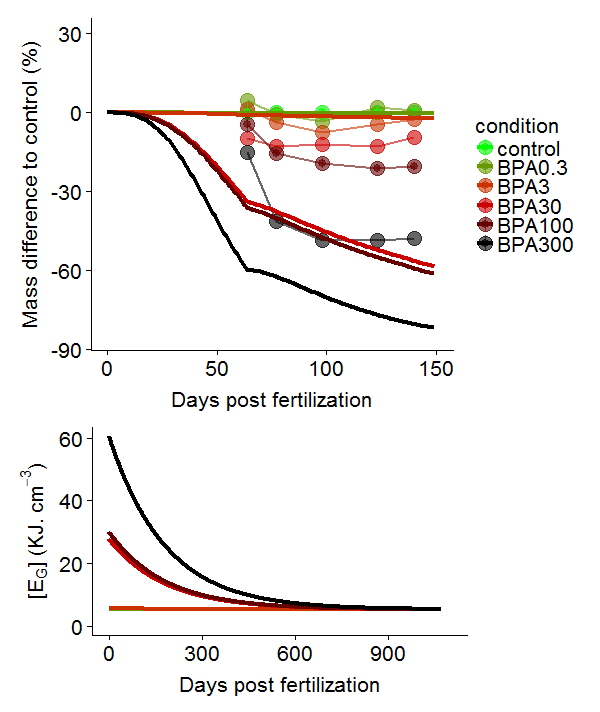 30
0
-30
-60
-90
Mass difference to control (%)
0 50 100 150
Days post fertilization
condition
control
BPA0.3
BPA3
BPA30
BPA100
BPA300
60
40
20
0
[E_G] (KJ. cm⁻³)
0 300 600 900
Days post fertilization